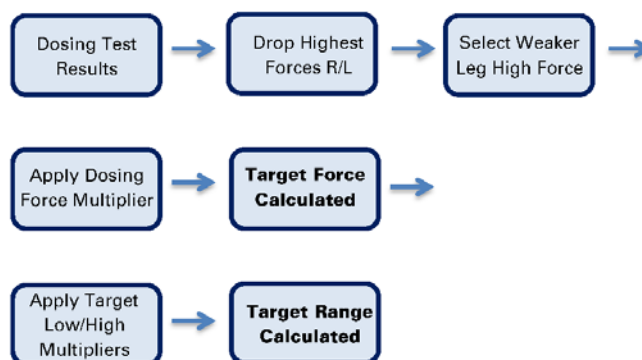 Dosing Test
Results
Drop Highest
Forces R/L
Select Weaker
Leg High Force
Apply Dosing
Force Multiplier
Target Force
Calculated
Apply Target
Low/High
Multipliers
Target Range
Calculated